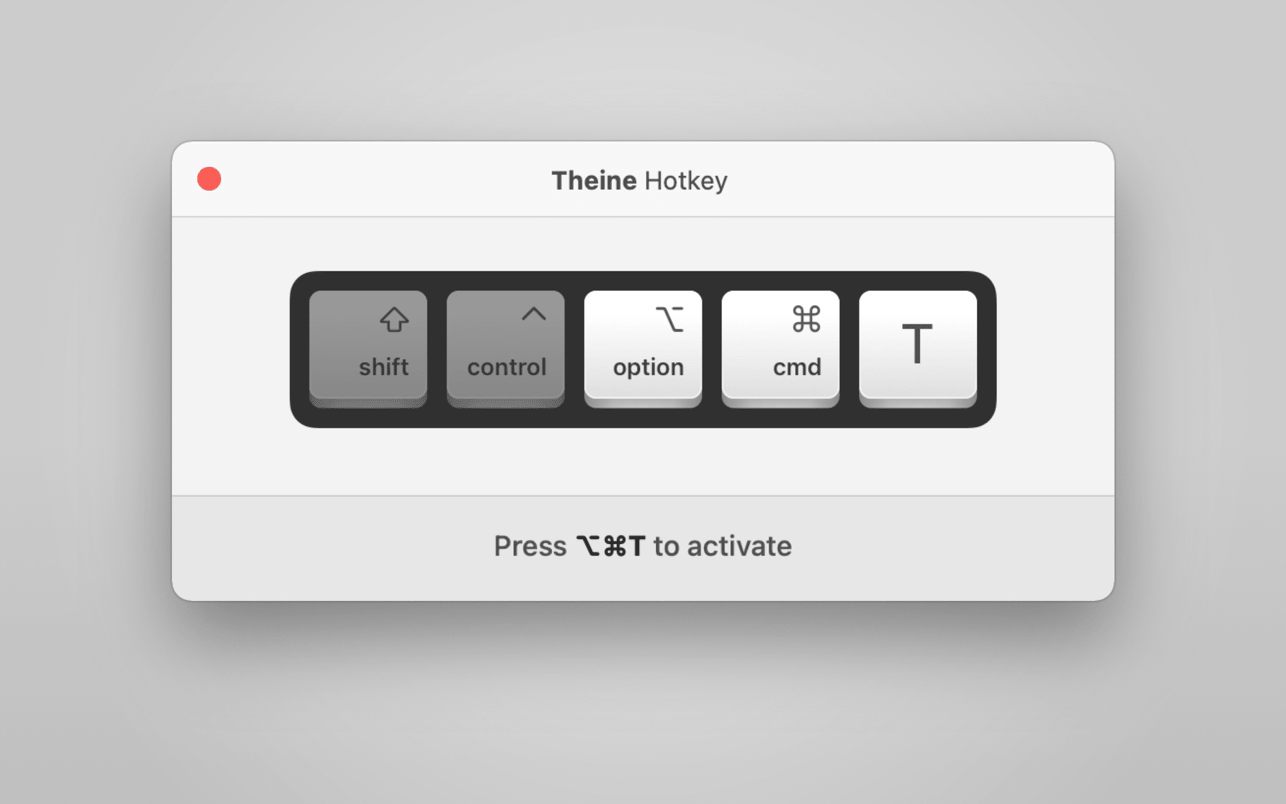 Theine Hotkey
⇧ ⌃ ⌥ ⌘ T
shift control option cmd
Press ⌥⌘T to activate